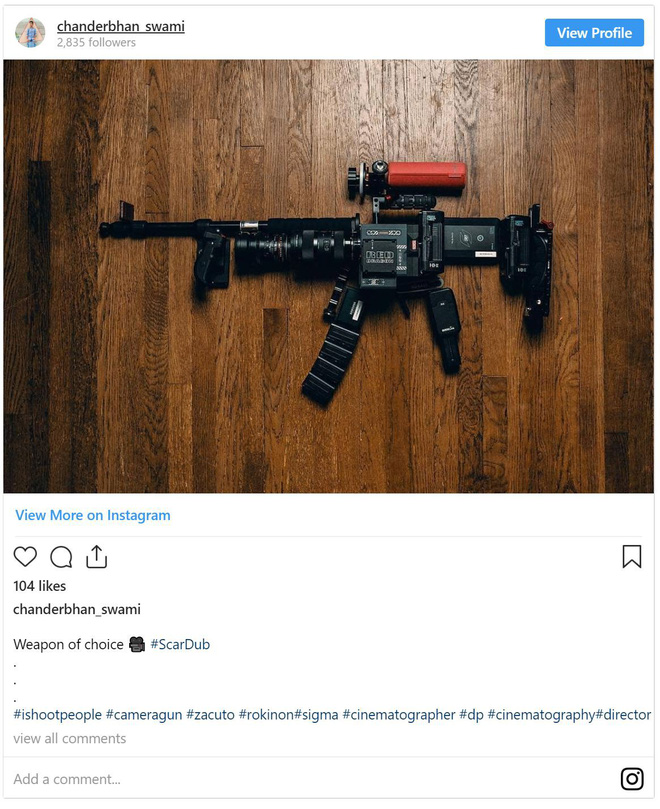 chanderbhan_swami
2,835 followers
View Profile
RED
View More on Instagram
104 likes
chanderbhan_swami
Weapon of choice 🎥 #ScarDub
.
.
.
#ishootpeople #cameragun #zacuto #rokinon#sigma #cinematographer #dp #cinematography#director
view all comments
Add a comment...